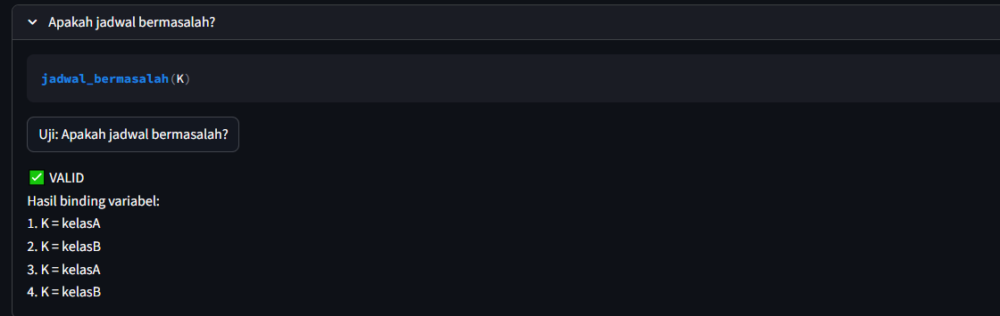 Apakah jadwal bermasalah?
jadwal_bermasalah(K)
Uji: Apakah jadwal bermasalah?
✅ VALID
Hasil binding variabel:
1. K = kelasA
2. K = kelasB
3. K = kelasA
4. K = kelasB